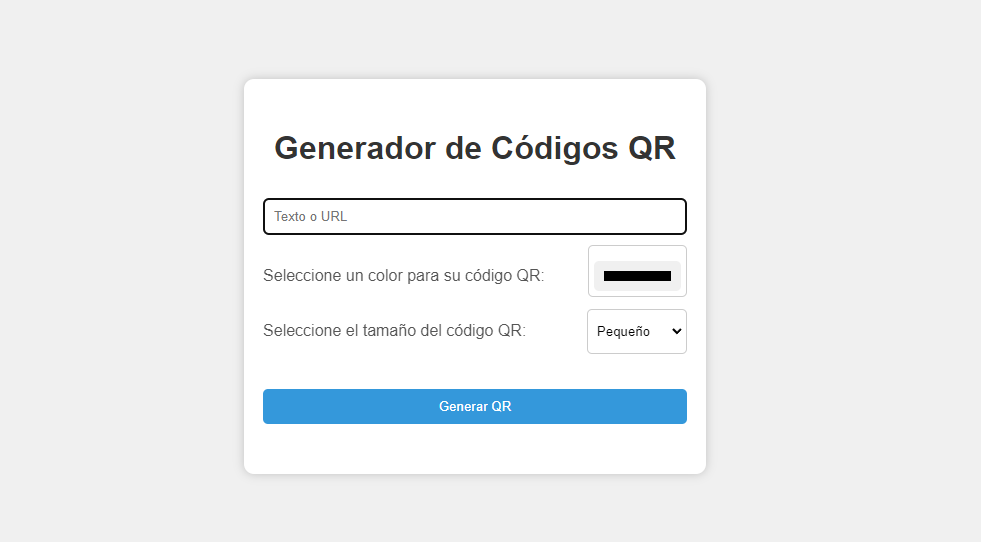 Generador de Códigos QR
Texto o URL
Seleccione un color para su código QR:
Seleccione el tamaño del código QR:
Pequeño
Generar QR